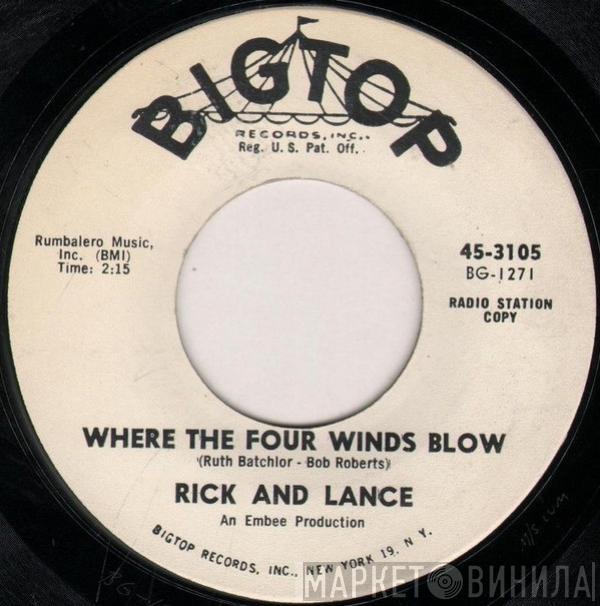 BIGTOP
RECORDS, INC..
Reg. U. S. Pat. Off.
Rumbalero Music,
Inc. (BMI)
Time: 2:15
45-3105
BG-1271
RADIO STATION
COPY
WHERE THE FOUR WINDS BLOW
(Ruth Batchlor - Bob Roberts)
RICK AND LANCE
An Embee Production
BIGTOP RECORDS, INC., NEW YORK 19, N. Y.
МАРКЕТ ВИНИЛА